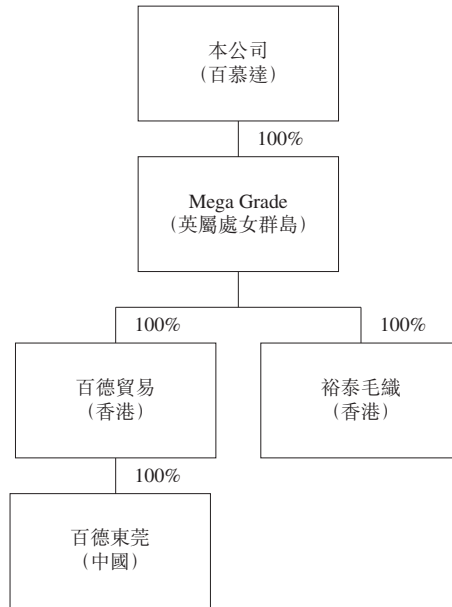 本公司
（百慕達）
100%
Mega Grade
（英屬處女群島）
100%
100%
百德貿易
（香港）
裕泰毛織
（香港）
100%
百德東莞
（中國）